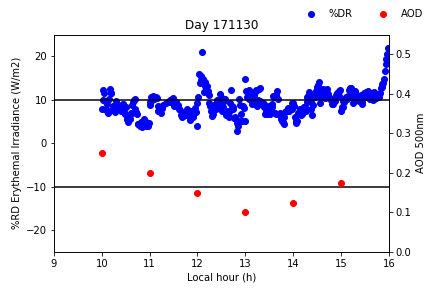 %DR AOD
Day 171130
20
10
0
−10
−20
%RD Erythemal Irradiance (W/m2)
0.5
0.4
0.3
0.2
0.1
0.0
AOD 500nm
9 10 11 12 13 14 15 16
Local hour (h)